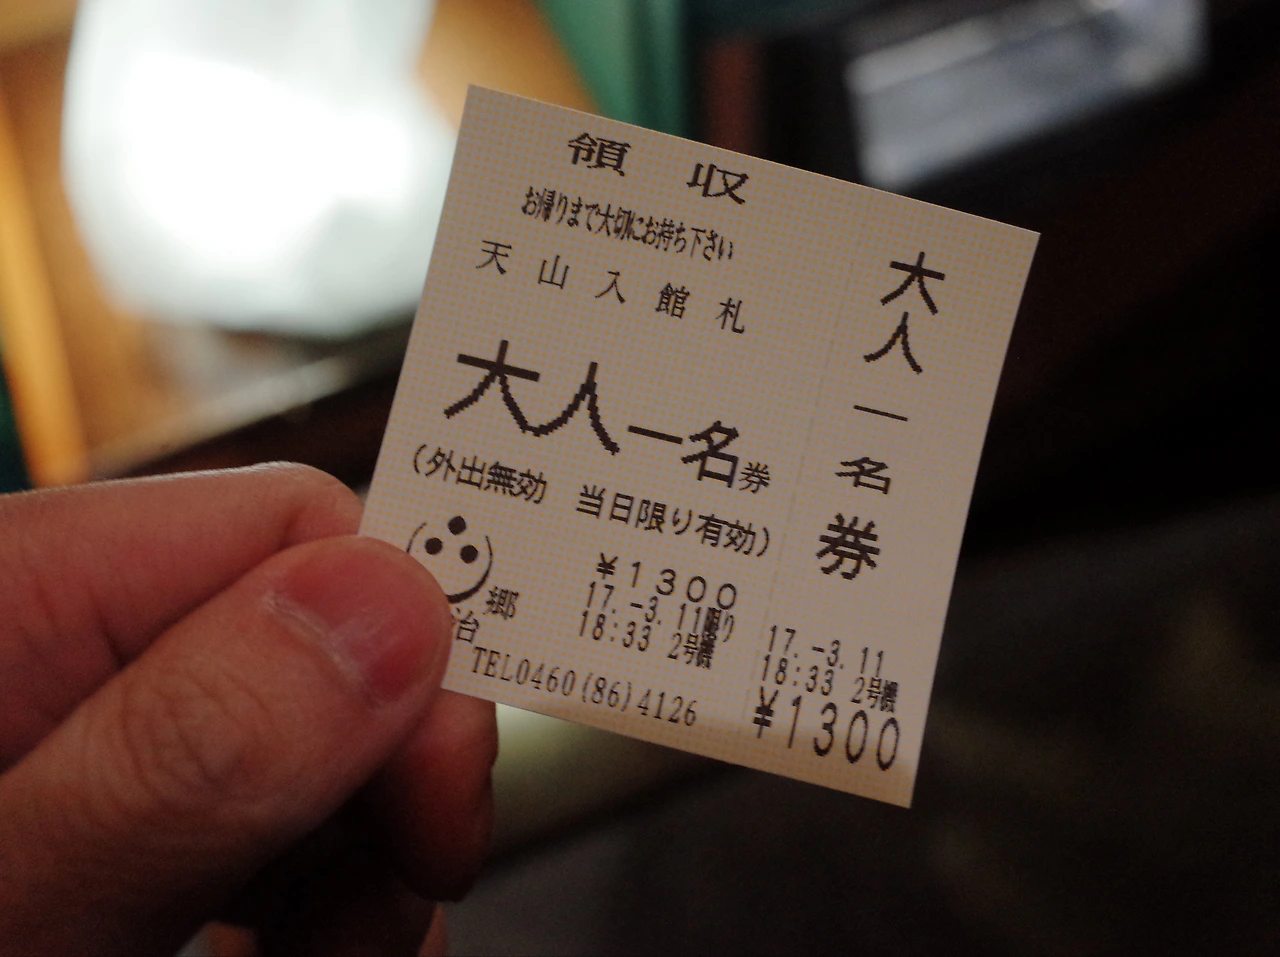 領収
お帰りまで大切にお持ち下さい
天山入館札
大人一名券
(外出無効 当日限り有効)
治郷
¥1300
17.-3.11限り
18:33 2号機
TEL0460(86)4126
大人一名券
17.-3.11
18:33 2号機
¥1300